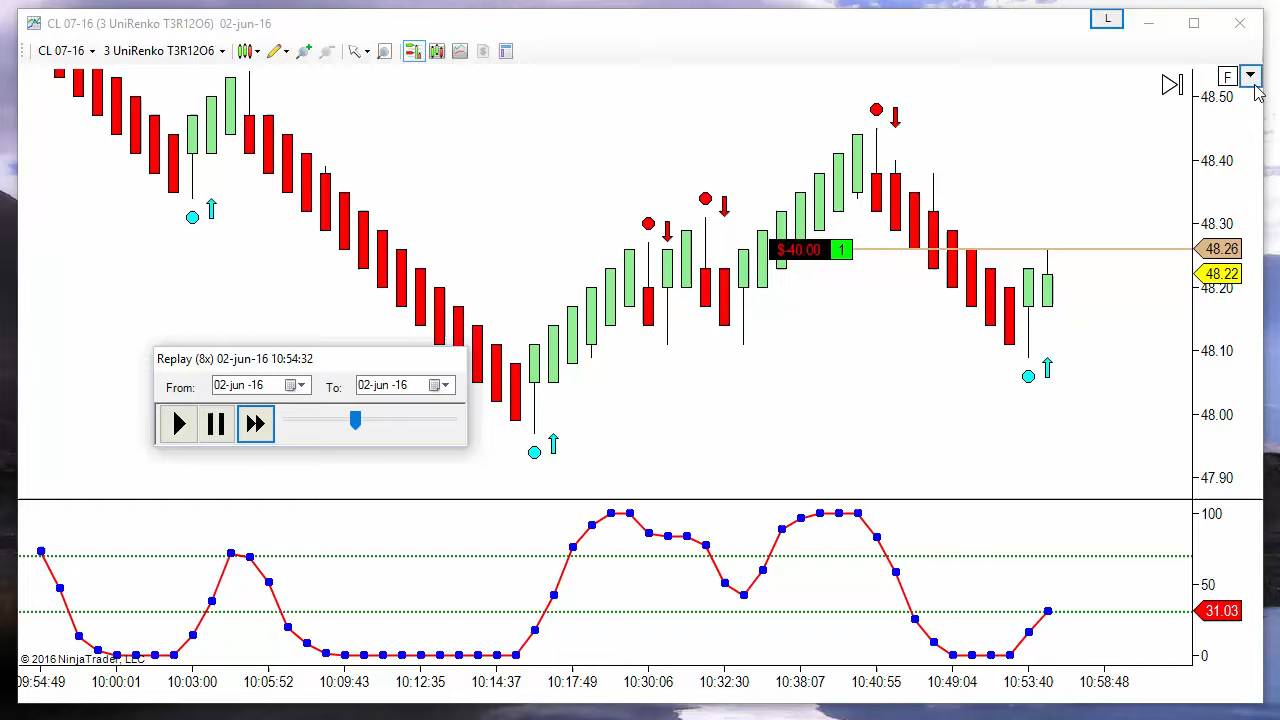 CL 07-16 (3 UniRenko T3R12O6) 02-jun-16
L
CL 07-16 3 UniRenko T3R12O6
F
48.50
48.40
48.30
48.26
$-40.00 1
48.22
48.20
48.10
48.00
47.90
Replay (8x) 02-jun-16 10:54:32
From: 02-jun -16 To: 02-jun -16
100
50
31.03
0
© 2016 NinjaTrader, LLC
09:54:49 10:00:01 10:03:00 10:05:52 10:09:43 10:12:35 10:14:37 10:17:49 10:30:06 10:32:30 10:38:07 10:40:55 10:49:04 10:53:40 10:58:48